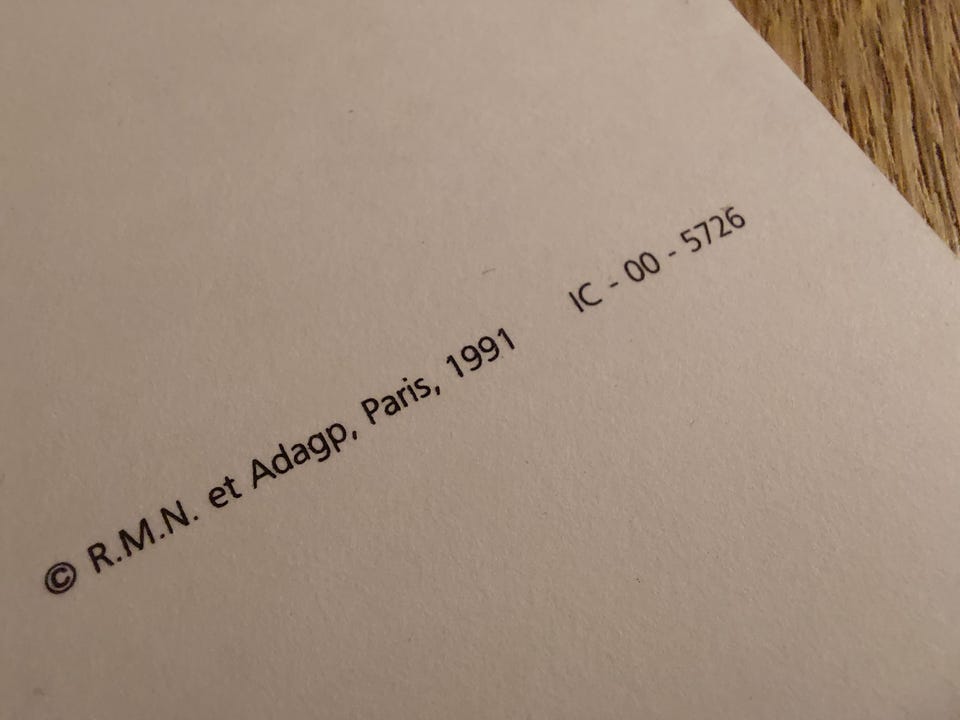 © R.M.N. et Adagp, Paris, 1991 IC - 00 - 5726